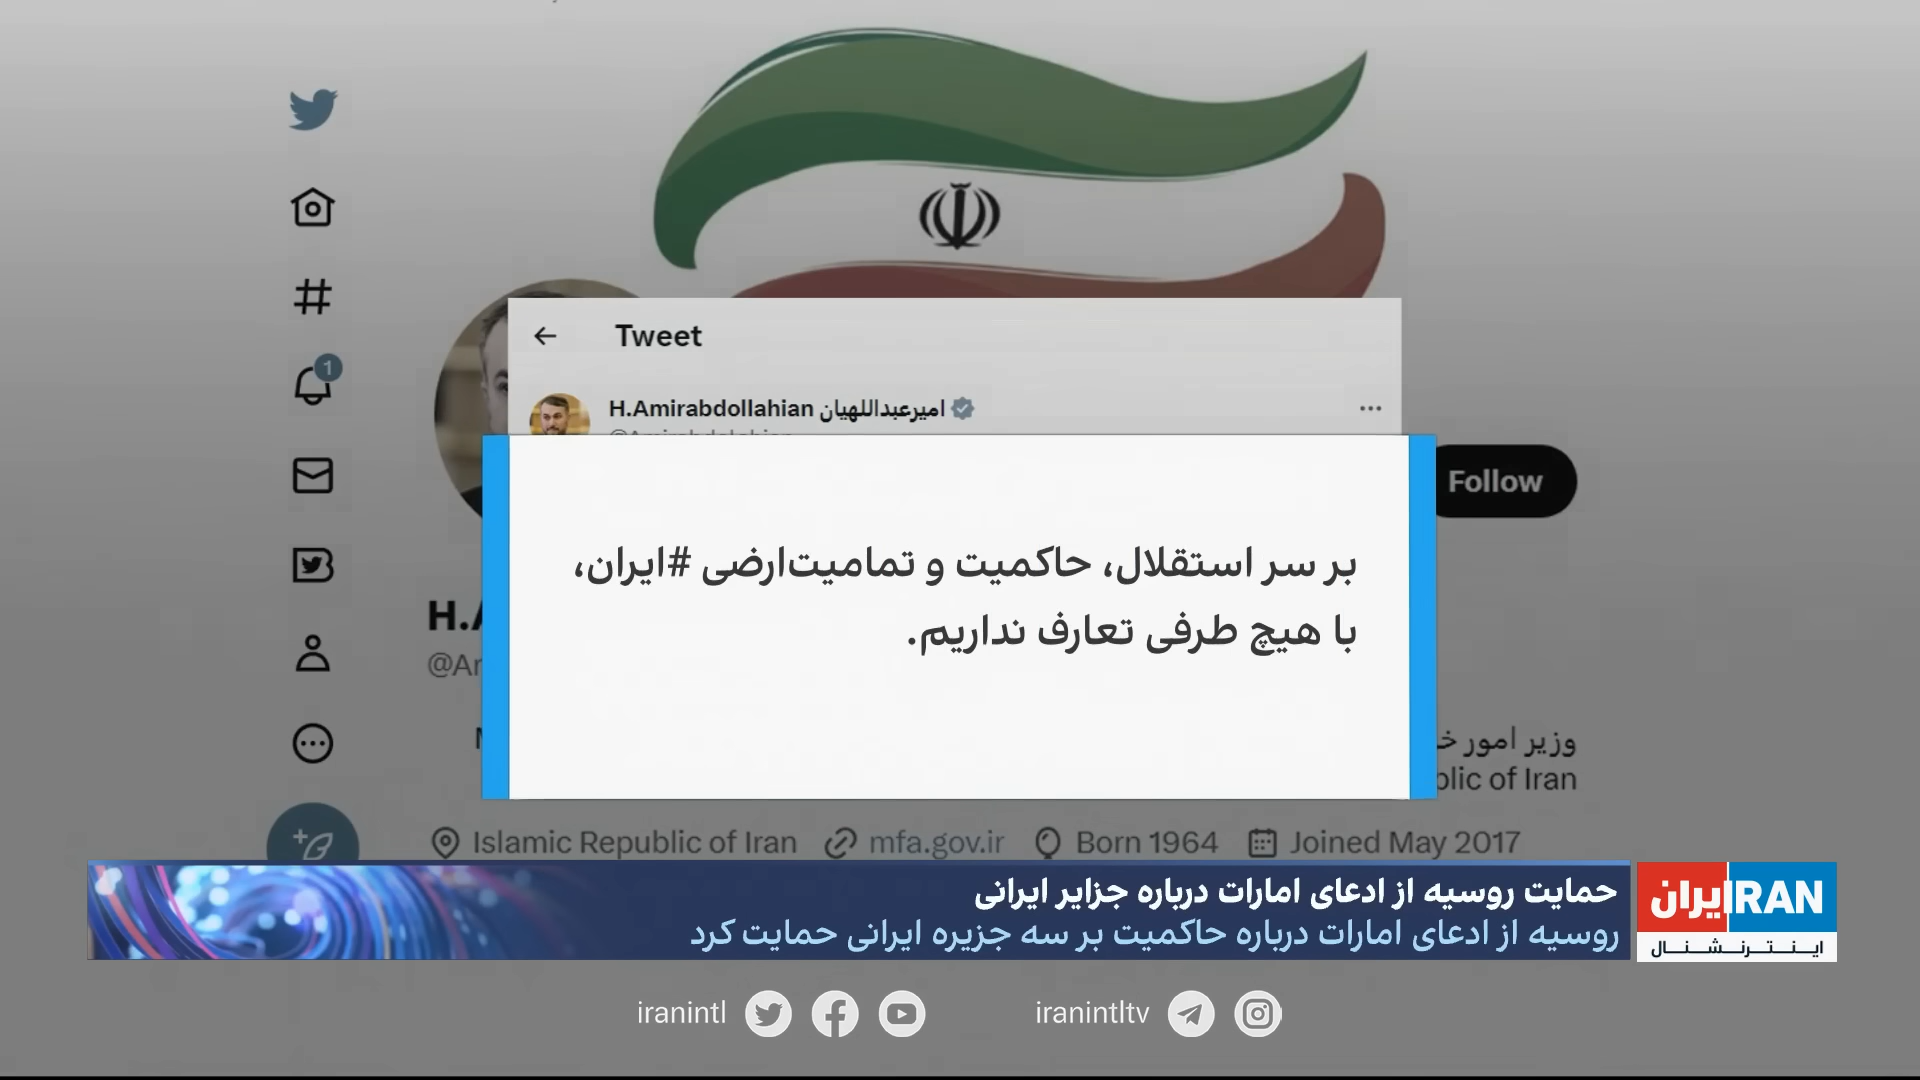 Tweet
H.Amirabdollahian امیرعبداللهیان
بر سر استقلال، حاکمیت و تمامیت‌ارضی #ایران،
با هیچ طرفی تعارف نداریم.
Follow
1
وزیر امور
of Iran
Islamic Republic of Iran mfa.gov.ir Born 1964 Joined May 2017
حمایت روسیه از ادعای امارات درباره جزایر ایرانی
روسیه از ادعای امارات درباره حاکمیت بر سه جزیره ایرانی حمایت کرد
ایران IRAN
اینترنشنال
iranintl
iranintltv